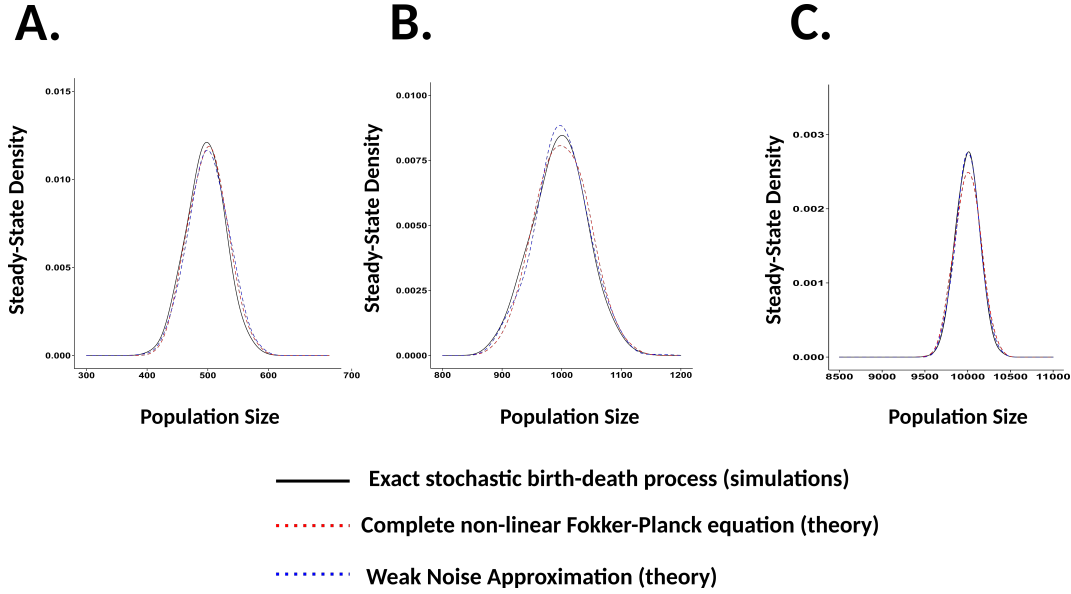 A.
B.
C.
Steady-State Density
0.015
0.010
0.005
0.000
300 400 500 600 700
Population Size
Steady-State Density
0.0100
0.0075
0.0050
0.0025
0.0000
800 900 1000 1100 1200
Population Size
Steady-State Density
0.003
0.002
0.001
0.000
8500 9000 9500 10000 10500 11000
Population Size
Exact stochastic birth-death process (simulations)
Complete non-linear Fokker-Planck equation (theory)
Weak Noise Approximation (theory)